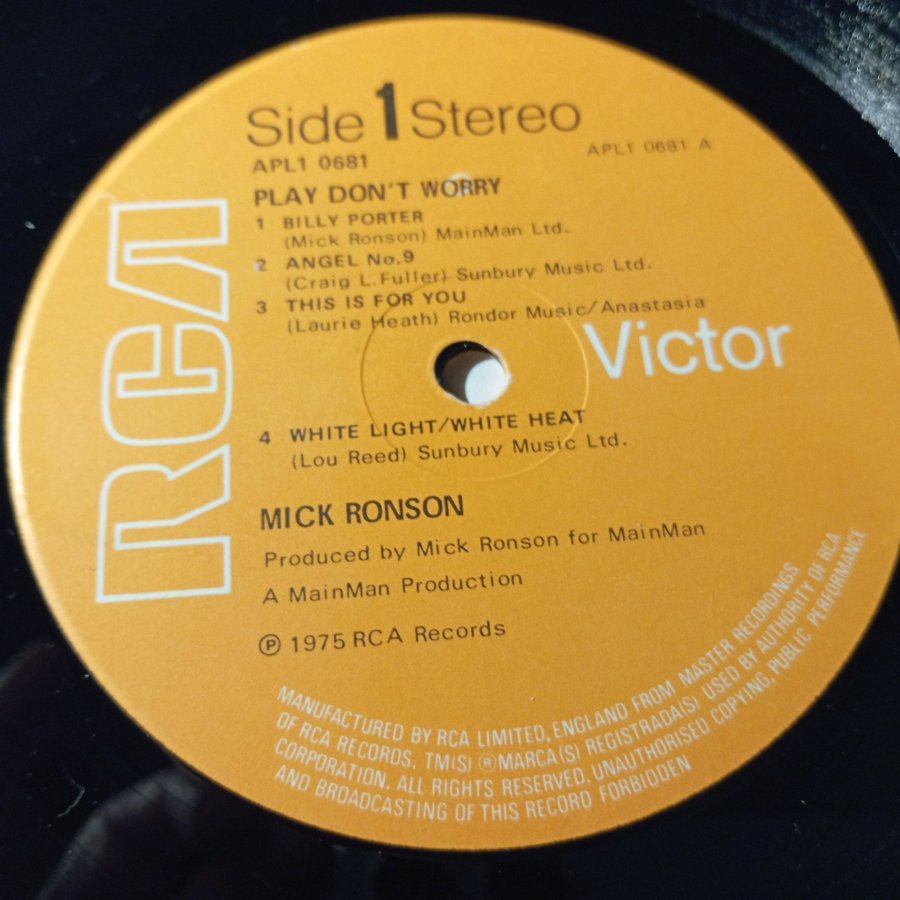 Side 1 Stereo
APL1 0681
APL1 0681 A
PLAY DON'T WORRY
1 BILLY PORTER
(Mick Ronson) MainMan Ltd.
2 ANGEL No.9
(Craig L.Fuller) Sunbury Music Ltd.
3 THIS IS FOR YOU
(Laurie Heath) Rondor Music/Anastasia
RCA
Victor
4 WHITE LIGHT/WHITE HEAT
(Lou Reed) Sunbury Music Ltd.
MICK RONSON
Produced by Mick Ronson for MainMan
A MainMan Production
Ⓟ 1975 RCA Records
MANUFACTURED BY RCA LIMITED, ENGLAND FROM MASTER RECORDINGS
OF RCA RECORDS, TM(S) ® MARCA(S) REGISTRADA(S) USED BY AUTHORITY OF RCA
CORPORATION. ALL RIGHTS RESERVED. UNAUTHORISED COPYING, PUBLIC PERFORMANCE
AND BROADCASTING OF THIS RECORD FORBIDDEN